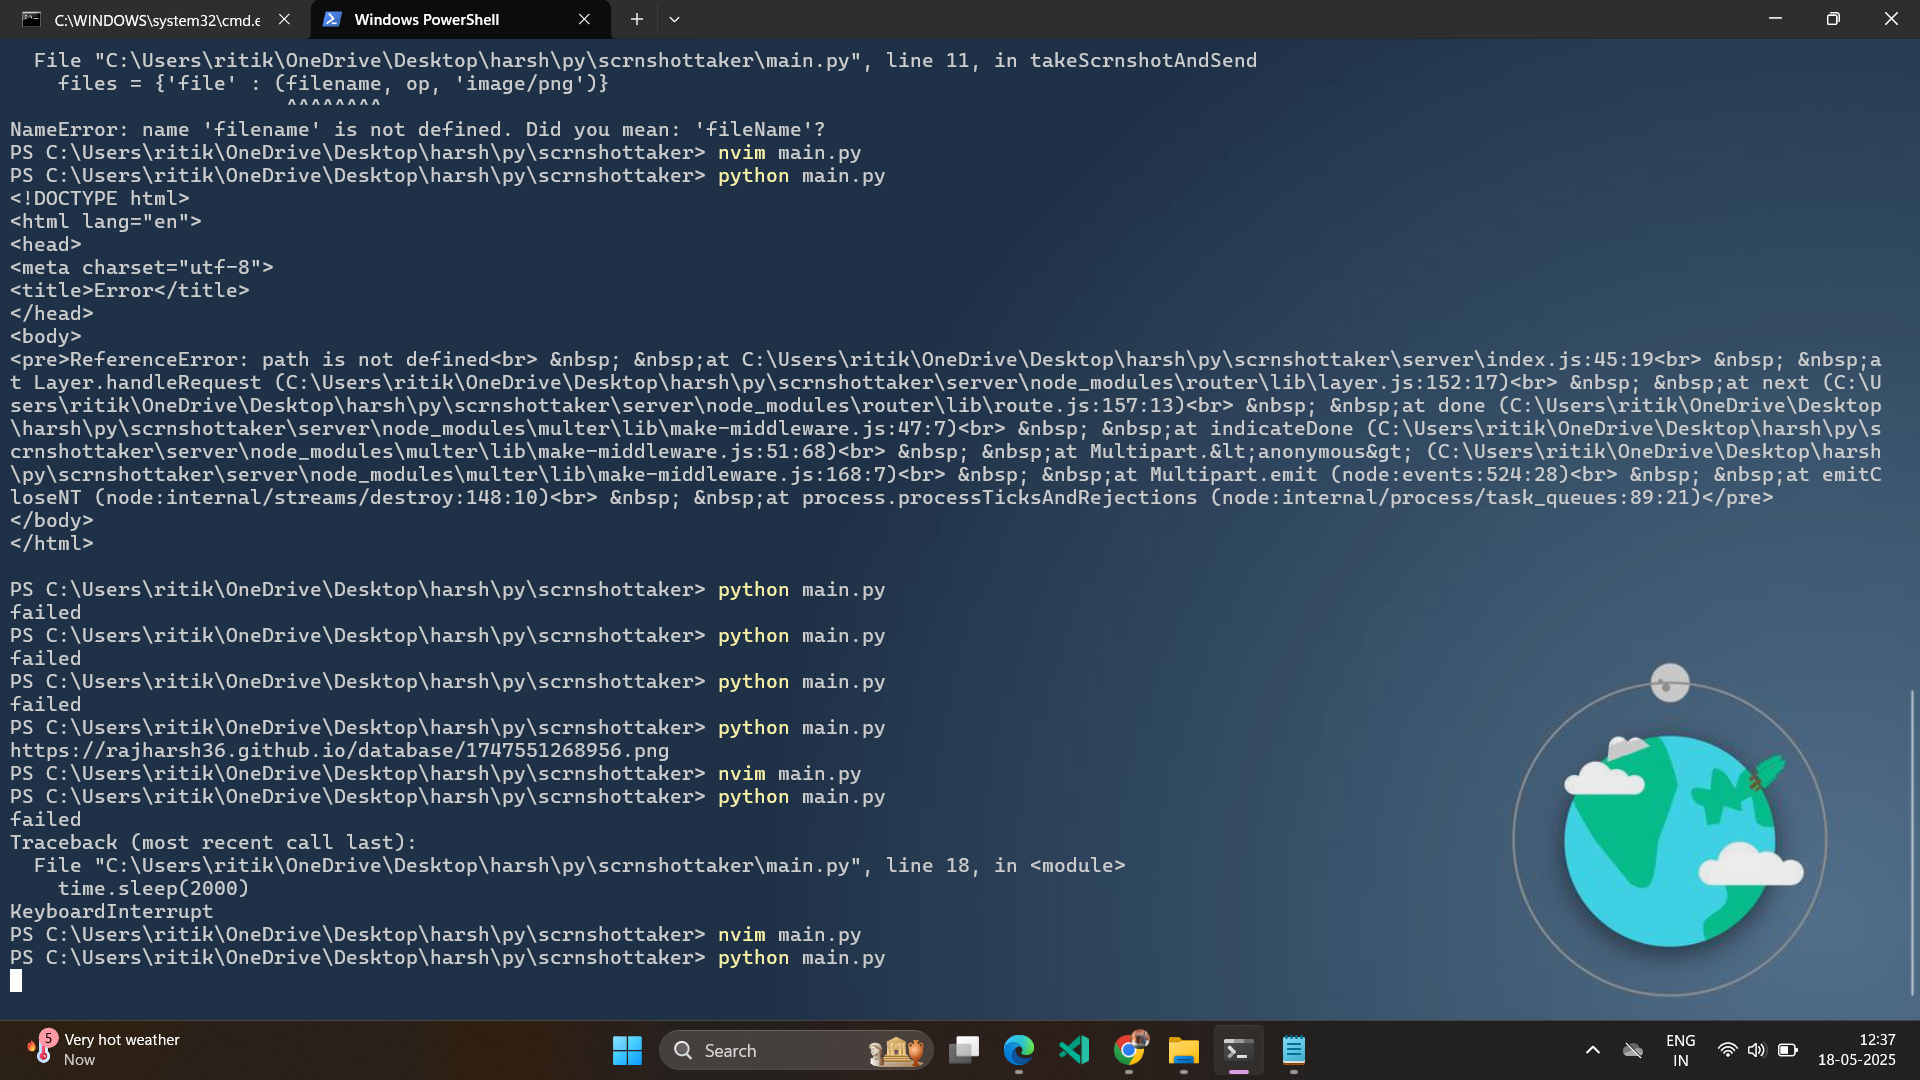 C:\WINDOWS\system32\cmd.e
Windows PowerShell
  File "C:\Users\ritik\OneDrive\Desktop\harsh\py\scrnshottaker\main.py", line 11, in takeScrnshotAndSend
    files = {'file' : (filename, op, 'image/png')}
                       ^^^^^^^^
NameError: name 'filename' is not defined. Did you mean: 'fileName'?
PS C:\Users\ritik\OneDrive\Desktop\harsh\py\scrnshottaker> nvim main.py
PS C:\Users\ritik\OneDrive\Desktop\harsh\py\scrnshottaker> python main.py
<!DOCTYPE html>
<html lang="en">
<head>
<meta charset="utf-8">
<title>Error</title>
</head>
<body>
<pre>ReferenceError: path is not defined<br> &nbsp; &nbsp;at C:\Users\ritik\OneDrive\Desktop\harsh\py\scrnshottaker\server\index.js:45:19<br> &nbsp; &nbsp;a
t Layer.handleRequest (C:\Users\ritik\OneDrive\Desktop\harsh\py\scrnshottaker\server\node_modules\router\lib\layer.js:152:17)<br> &nbsp; &nbsp;at next (C:\U
sers\ritik\OneDrive\Desktop\harsh\py\scrnshottaker\server\node_modules\router\lib\route.js:157:13)<br> &nbsp; &nbsp;at done (C:\Users\ritik\OneDrive\Desktop
\harsh\py\scrnshottaker\server\node_modules\multer\lib\make-middleware.js:47:7)<br> &nbsp; &nbsp;at indicateDone (C:\Users\ritik\OneDrive\Desktop\harsh\py\s
crnshottaker\server\node_modules\multer\lib\make-middleware.js:51:68)<br> &nbsp; &nbsp;at Multipart.&lt;anonymous&gt; (C:\Users\ritik\OneDrive\Desktop\harsh
\py\scrnshottaker\server\node_modules\multer\lib\make-middleware.js:168:7)<br> &nbsp; &nbsp;at Multipart.emit (node:events:524:28)<br> &nbsp; &nbsp;at emitC
loseNT (node:internal/streams/destroy:148:10)<br> &nbsp; &nbsp;at process.processTicksAndRejections (node:internal/process/task_queues:89:21)</pre>
</body>
</html>
PS C:\Users\ritik\OneDrive\Desktop\harsh\py\scrnshottaker> python main.py
failed
PS C:\Users\ritik\OneDrive\Desktop\harsh\py\scrnshottaker> python main.py
failed
PS C:\Users\ritik\OneDrive\Desktop\harsh\py\scrnshottaker> python main.py
failed
PS C:\Users\ritik\OneDrive\Desktop\harsh\py\scrnshottaker> python main.py
https://rajharsh36.github.io/database/1747551268956.png
PS C:\Users\ritik\OneDrive\Desktop\harsh\py\scrnshottaker> nvim main.py
PS C:\Users\ritik\OneDrive\Desktop\harsh\py\scrnshottaker> python main.py
failed
Traceback (most recent call last):
  File "C:\Users\ritik\OneDrive\Desktop\harsh\py\scrnshottaker\main.py", line 18, in <module>
    time.sleep(2000)
KeyboardInterrupt
PS C:\Users\ritik\OneDrive\Desktop\harsh\py\scrnshottaker> nvim main.py
PS C:\Users\ritik\OneDrive\Desktop\harsh\py\scrnshottaker> python main.py
5
Very hot weather
Now
Search
ENG
IN
12:37
18-05-2025